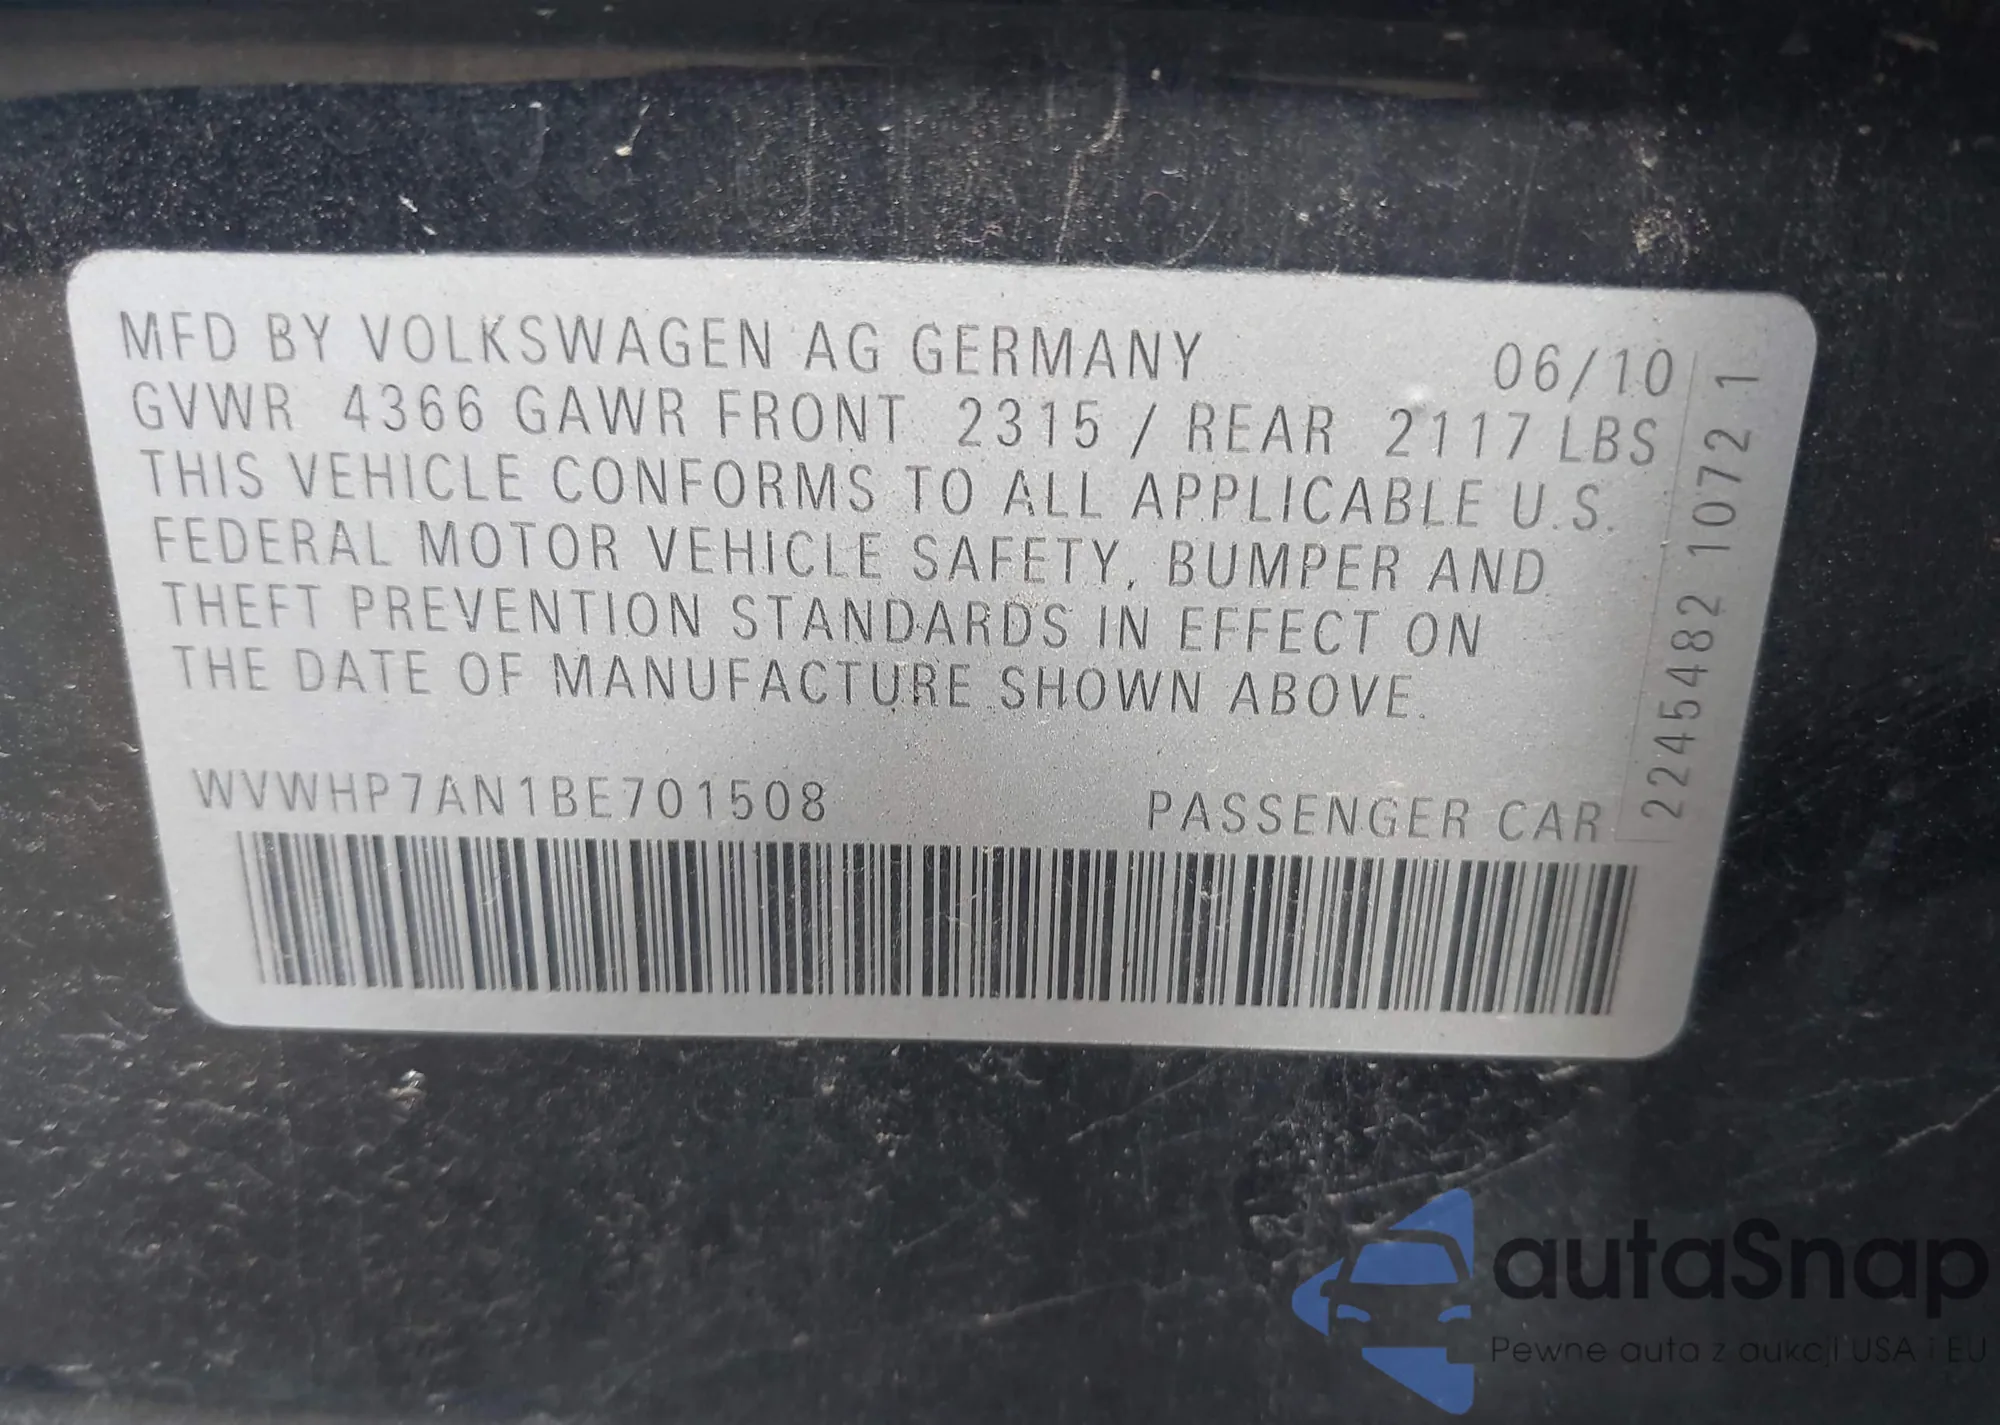 MFD BY VOLKSWAGEN AG GERMANY 06/10
GVWR 4366 GAWR FRONT 2315 / REAR 2117 LBS
THIS VEHICLE CONFORMS TO ALL APPLICABLE U.S.
FEDERAL MOTOR VEHICLE SAFETY, BUMPER AND
THEFT PREVENTION STANDARDS IN EFFECT ON
THE DATE OF MANUFACTURE SHOWN ABOVE.
WVWHP7AN1BE701508 PASSENGER CAR
2245482 1072 1
autaSnap
Pewne auta z aukcji USA i EU